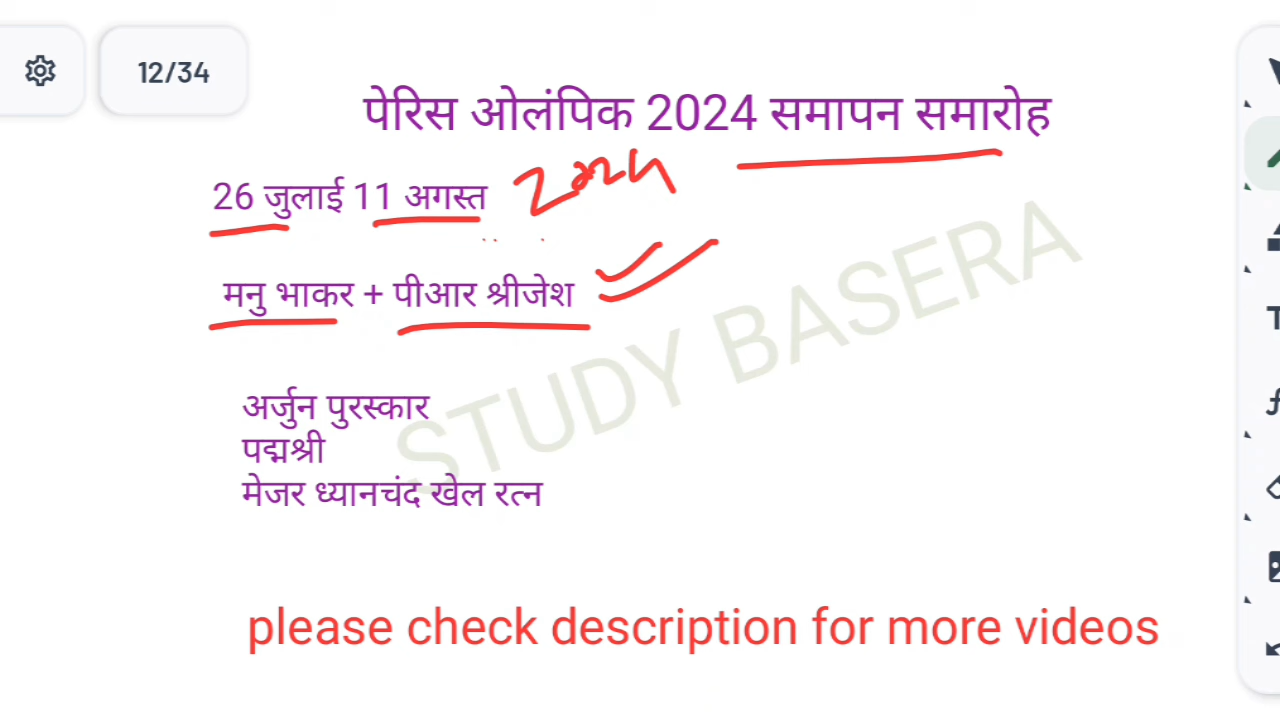 12/34
पेरिस ओलंपिक 2024 समापन समारोह
26 जुलाई 11 अगस्त 2024
मनु भाकर + पीआर श्रीजेश
STUDY BASERA
अर्जुन पुरस्कार
पद्मश्री
मेजर ध्यानचंद खेल रत्न
please check description for more videos